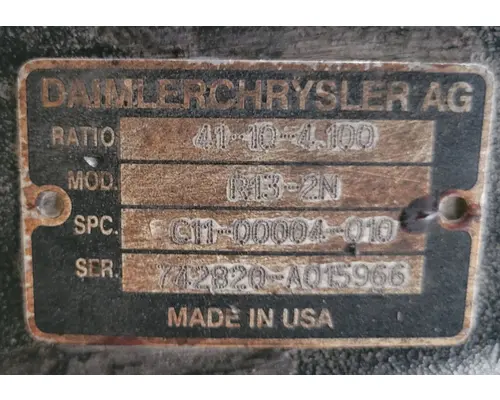 DAIMLERCHRYSLER AG
RATIO 41-10-4.100
MOD. R13-2N
SPC. G11-00004-010
SER. 742820-A015966
MADE IN USA